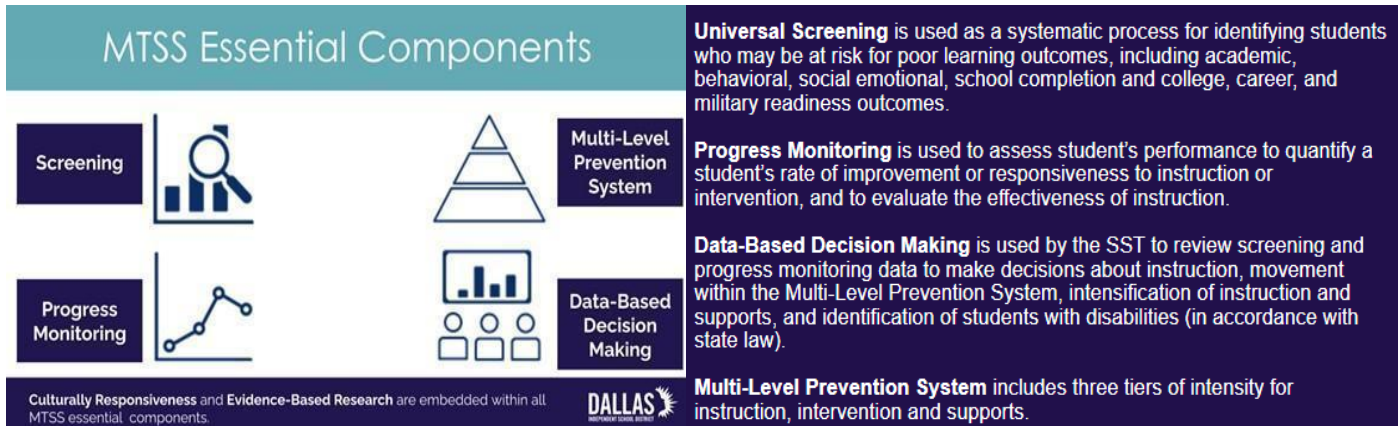 MTSS Essential Components
Screening
Multi-Level
Prevention
System
Progress
Monitoring
Data-Based
Decision
Making
Culturally Responsiveness and Evidence-Based Research are embedded within all
MTSS essential components.
DALLAS
INDEPENDENT SCHOOL DISTRICT
Universal Screening is used as a systematic process for identifying students
who may be at risk for poor learning outcomes, including academic,
behavioral, social emotional, school completion and college, career, and
military readiness outcomes.
Progress Monitoring is used to assess student's performance to quantify a
student's rate of improvement or responsiveness to instruction or
intervention, and to evaluate the effectiveness of instruction.
Data-Based Decision Making is used by the SST to review screening and
progress monitoring data to make decisions about instruction, movement
within the Multi-Level Prevention System, intensification of instruction and
supports, and identification of students with disabilities (in accordance with
state law).
Multi-Level Prevention System includes three tiers of intensity for
instruction, intervention and supports.